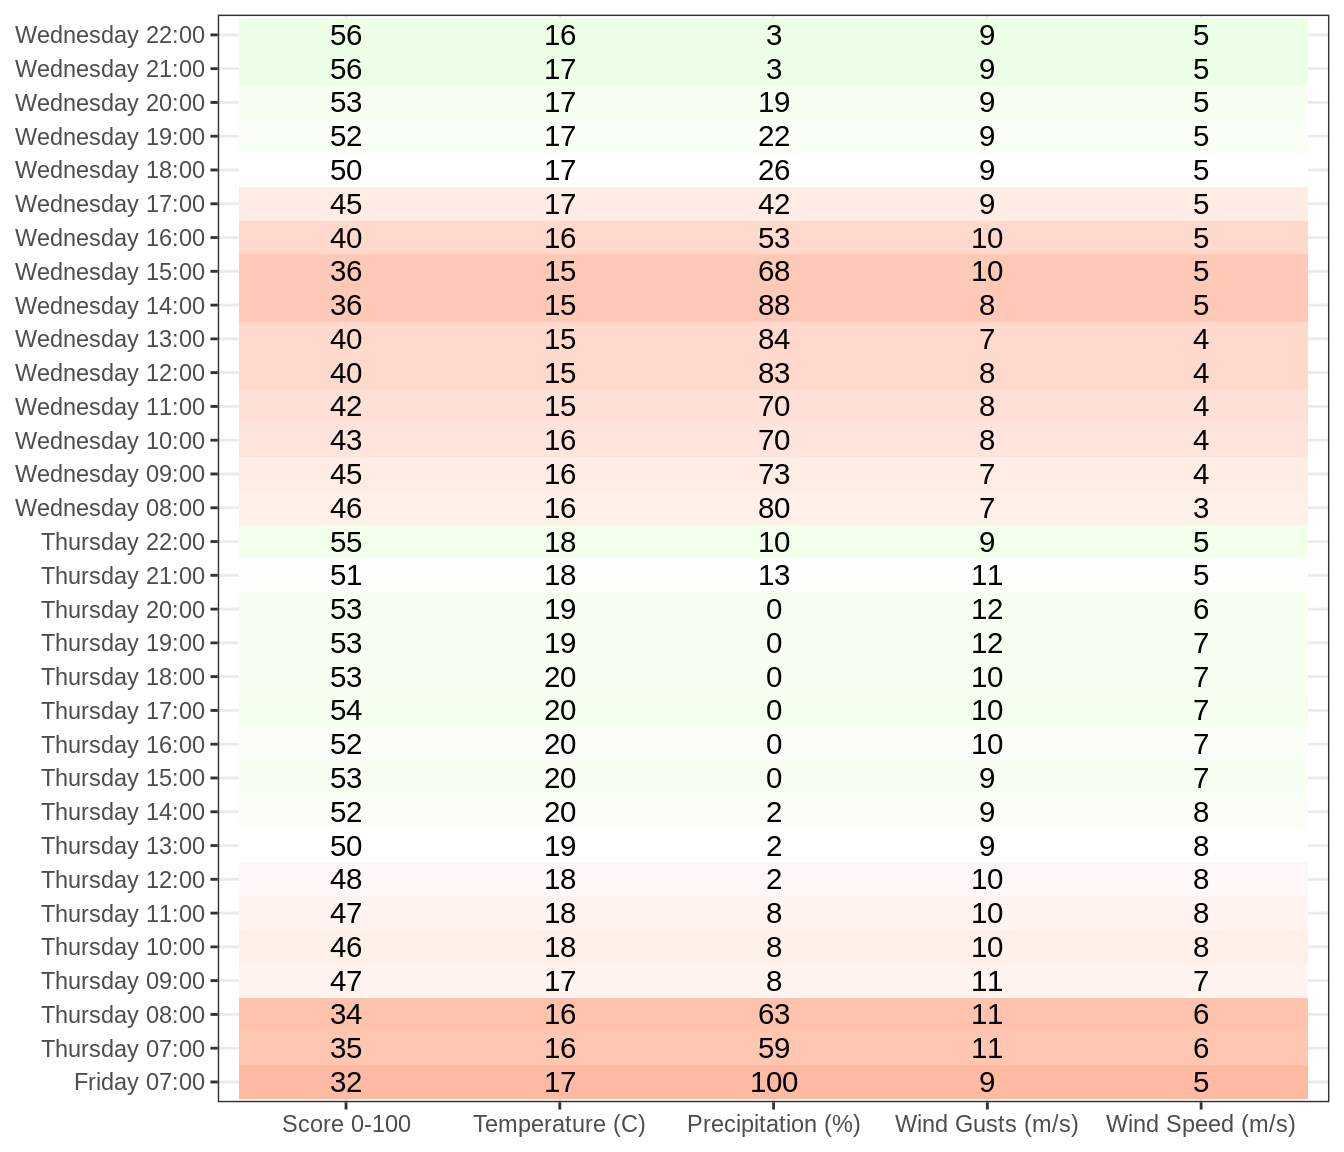 Wednesday 22:00 56 16 3 9 5
Wednesday 21:00 56 17 3 9 5
Wednesday 20:00 53 17 19 9 5
Wednesday 19:00 52 17 22 9 5
Wednesday 18:00 50 17 26 9 5
Wednesday 17:00 45 17 42 9 5
Wednesday 16:00 40 16 53 10 5
Wednesday 15:00 36 15 68 10 5
Wednesday 14:00 36 15 88 8 5
Wednesday 13:00 40 15 84 7 4
Wednesday 12:00 40 15 83 8 4
Wednesday 11:00 42 15 70 8 4
Wednesday 10:00 43 16 70 8 4
Wednesday 09:00 45 16 73 7 4
Wednesday 08:00 46 16 80 7 3
Thursday 22:00 55 18 10 9 5
Thursday 21:00 51 18 13 11 5
Thursday 20:00 53 19 0 12 6
Thursday 19:00 53 19 0 12 7
Thursday 18:00 53 20 0 10 7
Thursday 17:00 54 20 0 10 7
Thursday 16:00 52 20 0 10 7
Thursday 15:00 53 20 0 9 7
Thursday 14:00 52 20 2 9 8
Thursday 13:00 50 19 2 9 8
Thursday 12:00 48 18 2 10 8
Thursday 11:00 47 18 8 10 8
Thursday 10:00 46 18 8 10 8
Thursday 09:00 47 17 8 11 7
Thursday 08:00 34 16 63 11 6
Thursday 07:00 35 16 59 11 6
Friday 07:00 32 17 100 9 5
Score 0-100 Temperature (C) Precipitation (%) Wind Gusts (m/s) Wind Speed (m/s)